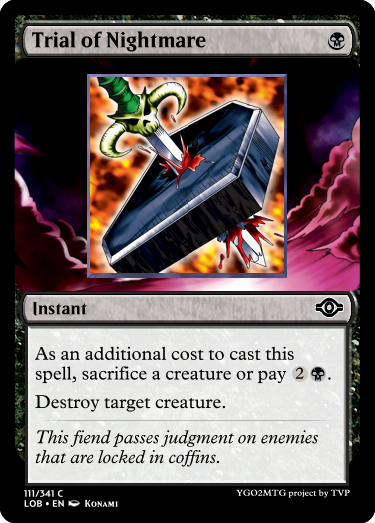 Trial of Nightmare
Instant
As an additional cost to cast this
spell, sacrifice a creature or pay 2 .
Destroy target creature.
This fiend passes judgment on enemies
that are locked in coffins.
111/341 C
LOB • EN Konami
YGO2MTG project by TVP